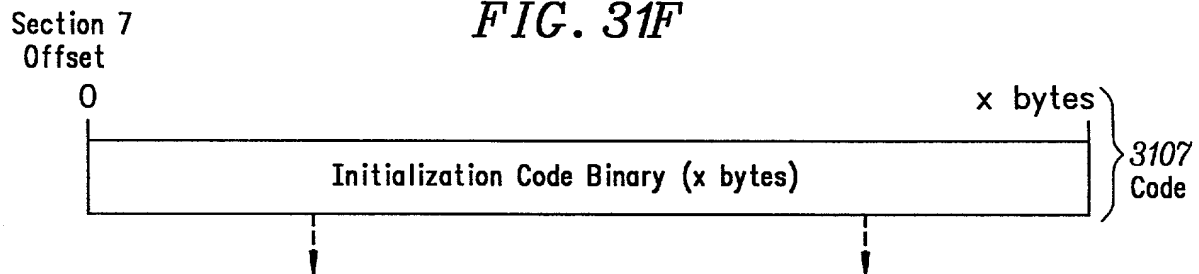 FIG. 31F
Section 7
Offset
0
x bytes
Initialization Code Binary (x bytes)
3107
Code